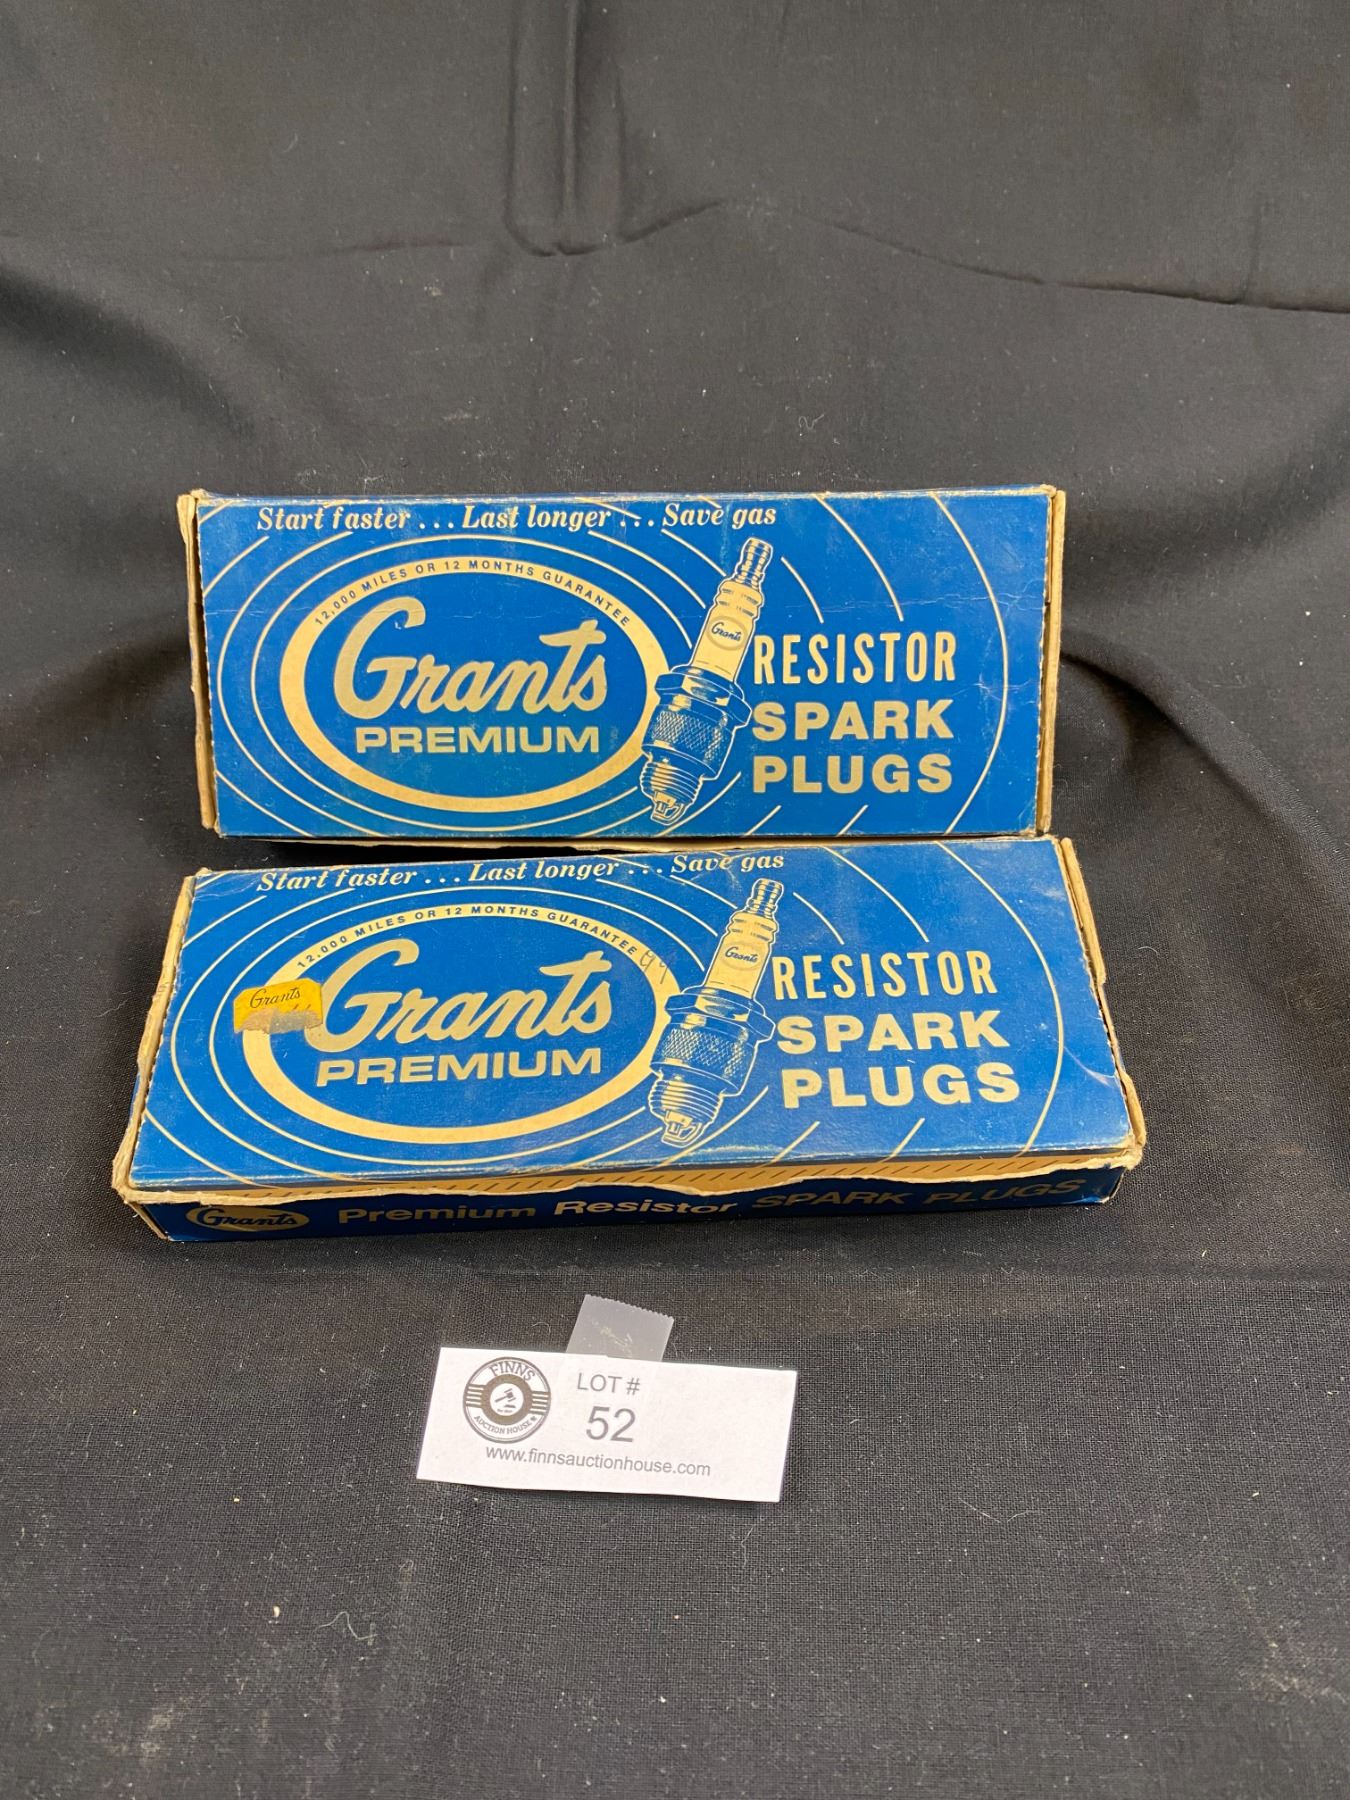 Start faster . . . Last longer . . . Save gas
12,000 MILES OR 12 MONTHS GUARANTEE
Grants
PREMIUM
Grants
RESISTOR
SPARK
PLUGS
Start faster . . . Last longer . . . Save gas
12,000 MILES OR 12 MONTHS GUARANTEE
Grants
Grants
PREMIUM
Grants
RESISTOR
SPARK
PLUGS
Grants Premium Resistor SPARK PLUGS
FINNS
AUCTION HOUSE
LOT #
52
www.finnsauctionhouse.com